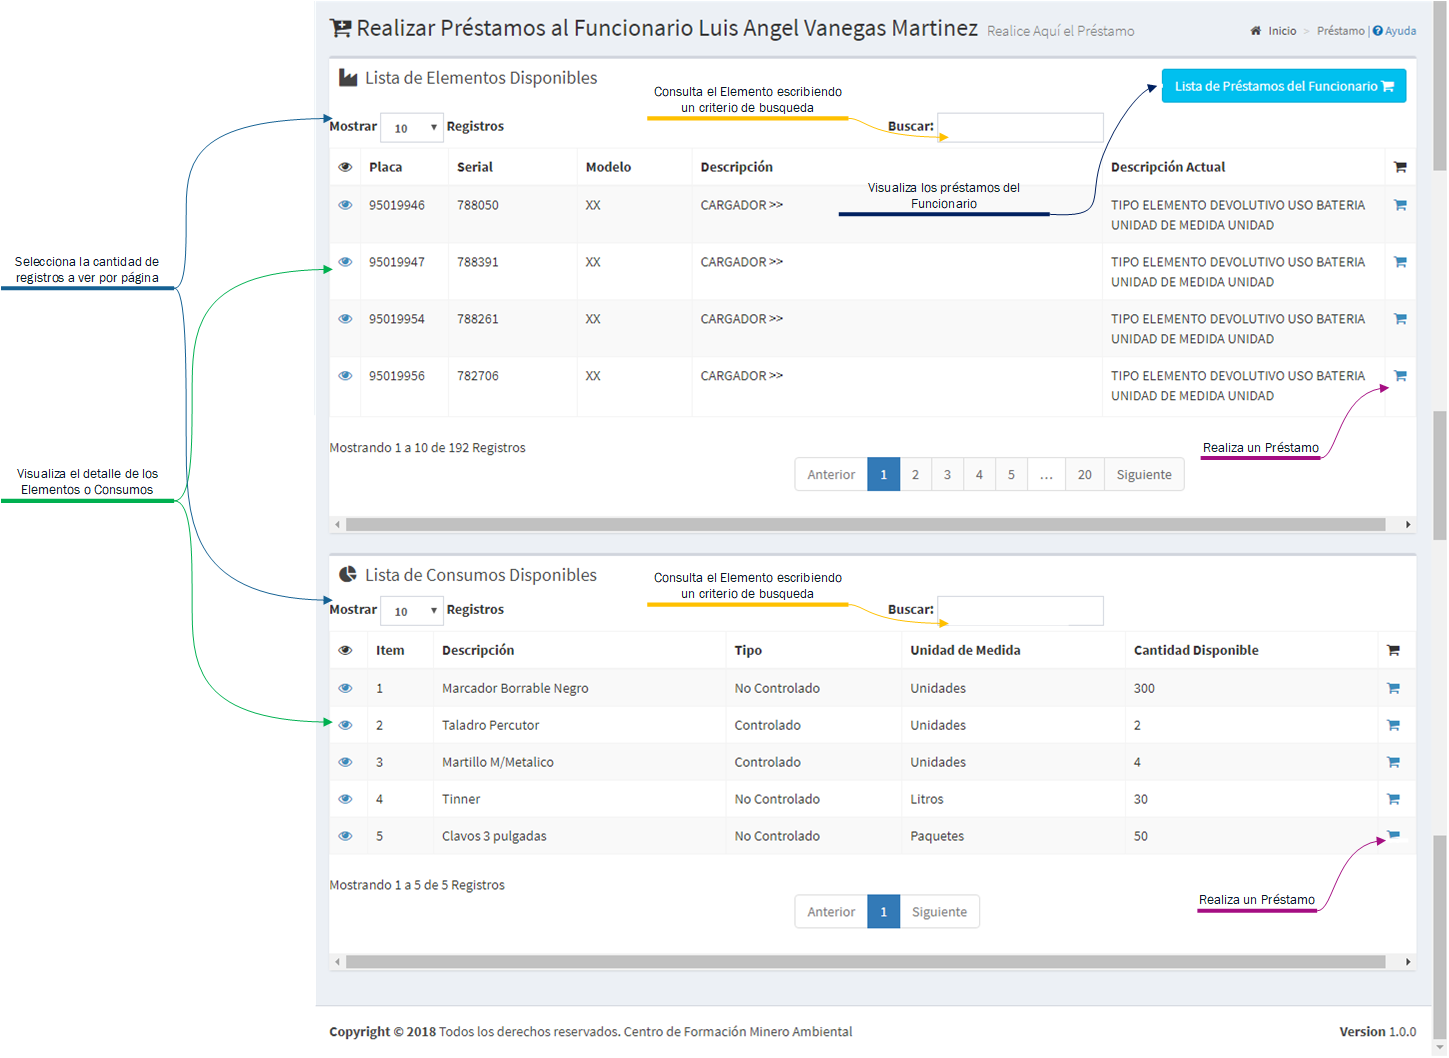 Realizar Préstamos al Funcionario Luis Angel Vanegas Martinez Realice Aquí el Préstamo
Inicio > Préstamo | Ayuda
Lista de Elementos Disponibles
Consulta el Elemento escribiendo
un criterio de busqueda
Lista de Préstamos del Funcionario
Mostrar 10 Registros
Buscar:
Placa Serial Modelo Descripción Descripción Actual
Visualiza los préstamos del
Funcionario
95019946 788050 XX CARGADOR >> TIPO ELEMENTO DEVOLUTIVO USO BATERIA
UNIDAD DE MEDIDA UNIDAD
Selecciona la cantidad de
registros a ver por página
95019947 788391 XX CARGADOR >> TIPO ELEMENTO DEVOLUTIVO USO BATERIA
UNIDAD DE MEDIDA UNIDAD
95019954 788261 XX CARGADOR >> TIPO ELEMENTO DEVOLUTIVO USO BATERIA
UNIDAD DE MEDIDA UNIDAD
95019956 782706 XX CARGADOR >> TIPO ELEMENTO DEVOLUTIVO USO BATERIA
UNIDAD DE MEDIDA UNIDAD
Mostrando 1 a 10 de 192 Registros
Realiza un Préstamo
Visualiza el detalle de los
Elementos o Consumos
Anterior 1 2 3 4 5 ... 20 Siguiente
Lista de Consumos Disponibles
Consulta el Elemento escribiendo
un criterio de busqueda
Mostrar 10 Registros
Buscar:
Item Descripción Tipo Unidad de Medida Cantidad Disponible
1 Marcador Borrable Negro No Controlado Unidades 300
2 Taladro Percutor Controlado Unidades 2
3 Martillo M/Metalico Controlado Unidades 4
4 Tinner No Controlado Litros 30
5 Clavos 3 pulgadas No Controlado Paquetes 50
Mostrando 1 a 5 de 5 Registros
Realiza un Préstamo
Anterior 1 Siguiente
Copyright © 2018 Todos los derechos reservados. Centro de Formación Minero Ambiental
Version 1.0.0